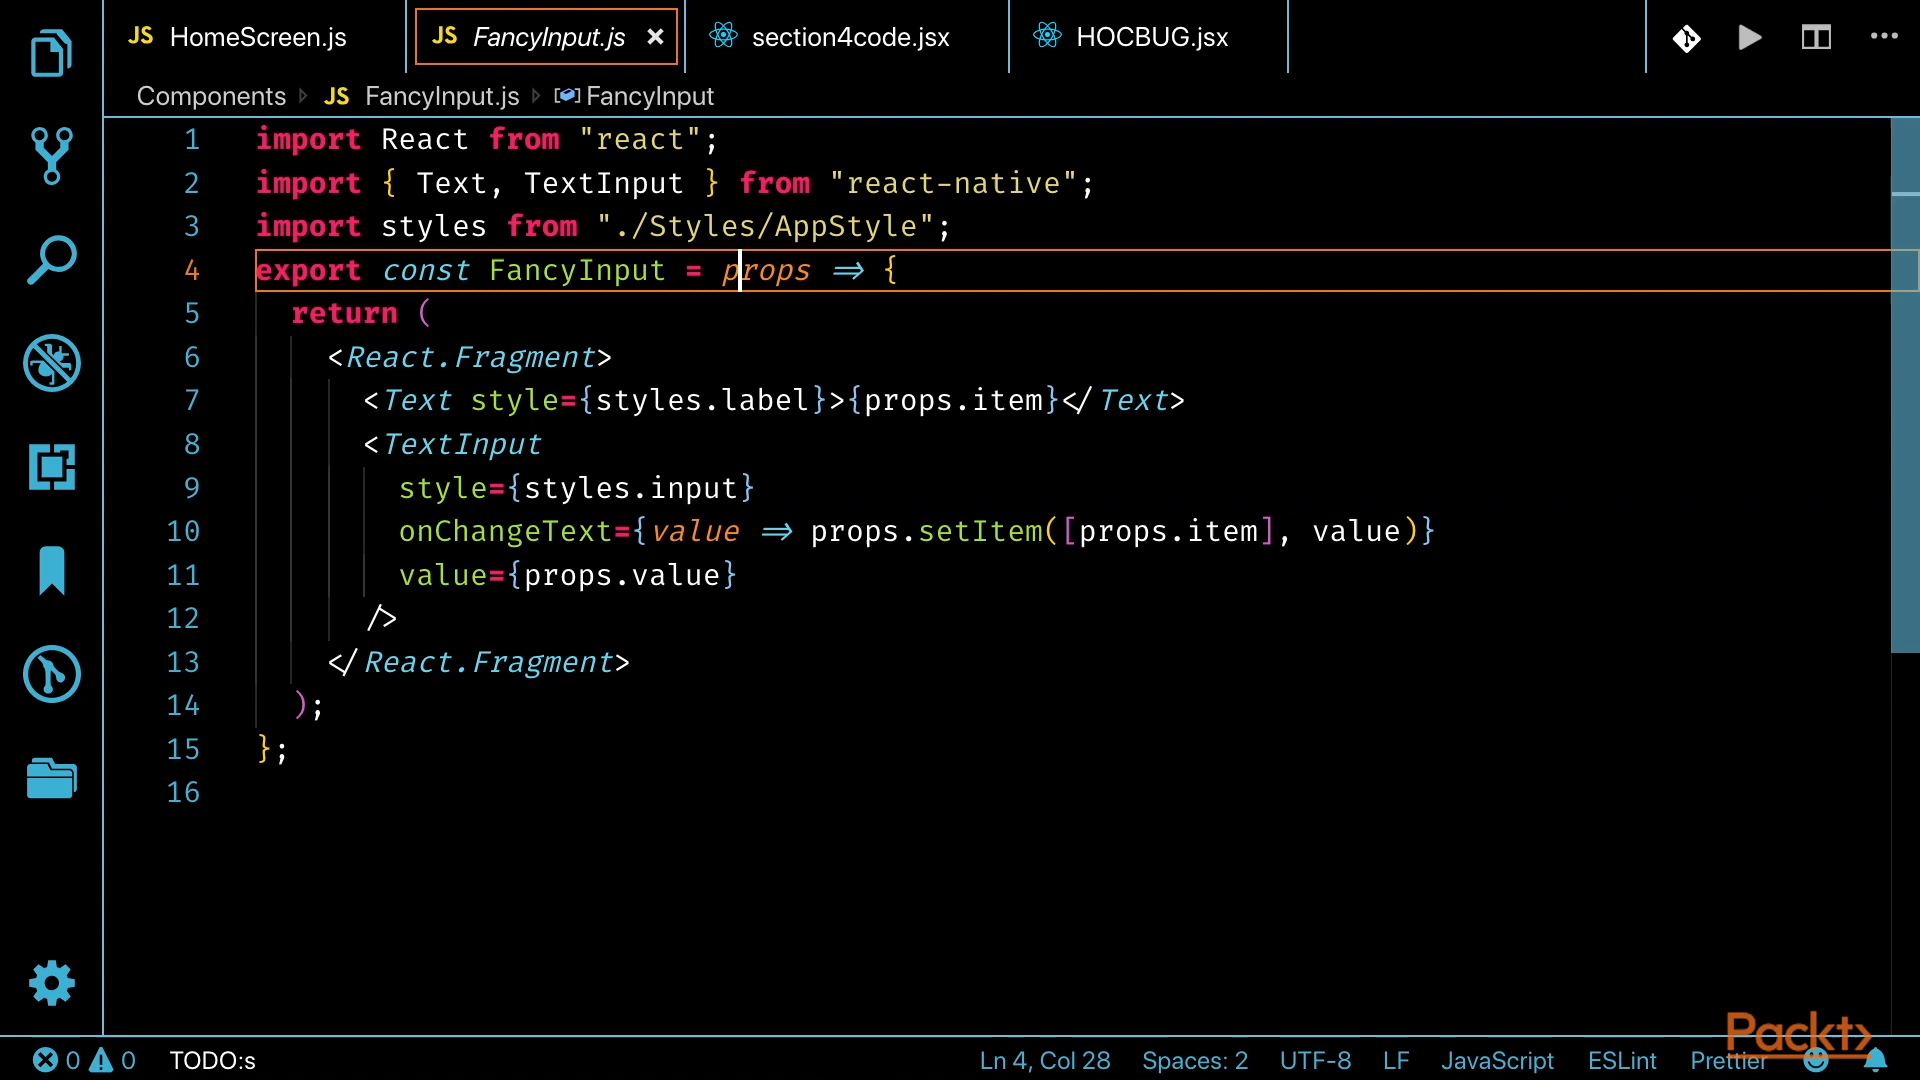 JS HomeScreen.js
JS FancyInput.js ×
section4code.jsx
HOCBUG.jsx
Components › JS FancyInput.js › FancyInput
1 import React from "react";
2 import { Text, TextInput } from "react-native";
3 import styles from "./Styles/AppStyle";
4 export const FancyInput = props => {
5   return (
6     <React.Fragment>
7       <Text style={styles.label}>{props.item}</Text>
8       <TextInput
9         style={styles.input}
10         onChangeText={value => props.setItem([props.item], value)}
11         value={props.value}
12       />
13     </React.Fragment>
14   );
15 };
16
0 0 TODO:s Ln 4, Col 28 Spaces: 2 UTF-8 LF JavaScript ESLint Prettier
Packt>